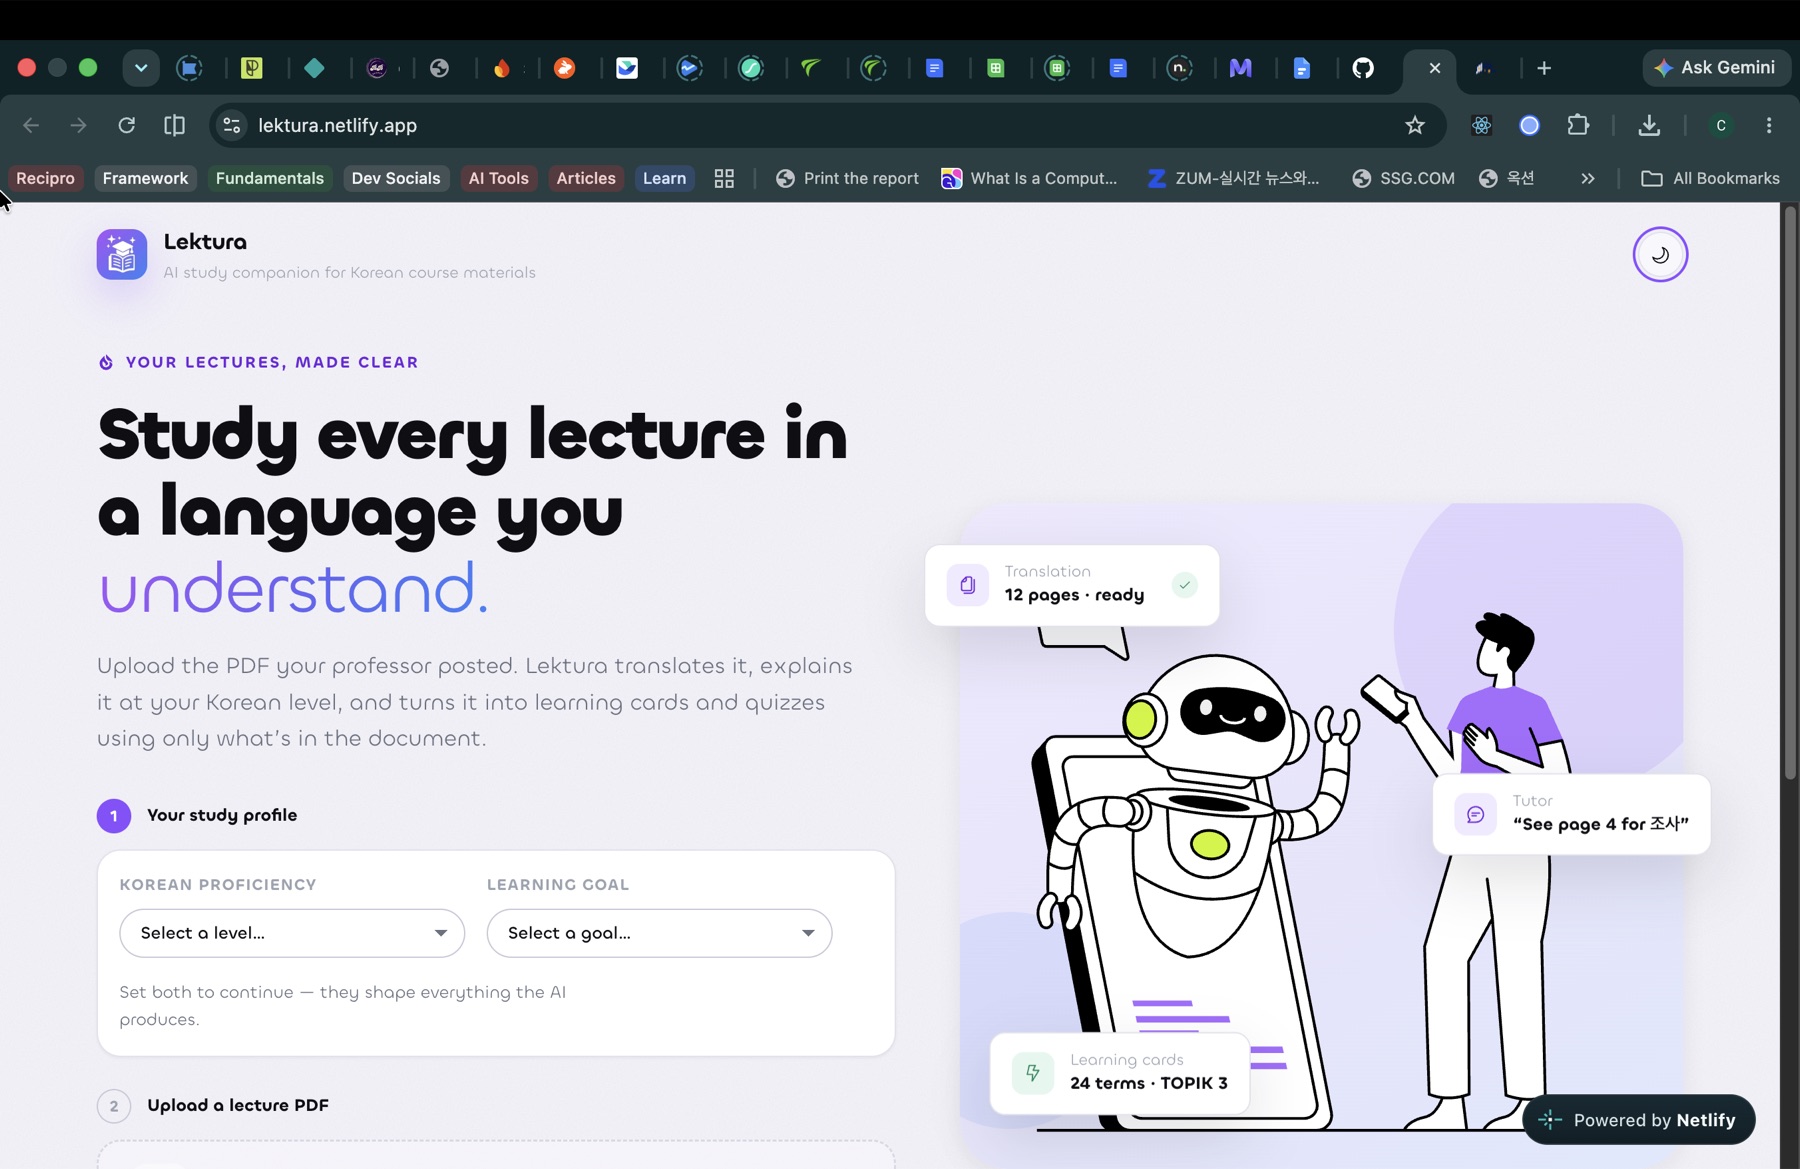 Ask Gemini
lektura.netlify.app
C
Recipro
Framework
Fundamentals
Dev Socials
AI Tools
Articles
Learn
Print the report
What Is a Comput...
ZUM-실시간 뉴스와...
SSG.COM
옥션
All Bookmarks
Lektura
AI study companion for Korean course materials
YOUR LECTURES, MADE CLEAR
Study every lecture in
a language you
understand.
Upload the PDF your professor posted. Lektura translates it, explains
it at your Korean level, and turns it into learning cards and quizzes
using only what's in the document.
1 Your study profile
KOREAN PROFICIENCY
LEARNING GOAL
Select a level...
Select a goal...
Set both to continue — they shape everything the AI
produces.
2 Upload a lecture PDF
Translation
12 pages · ready
Tutor
“See page 4 for 조사”
Learning cards
24 terms · TOPIK 3
Powered by Netlify